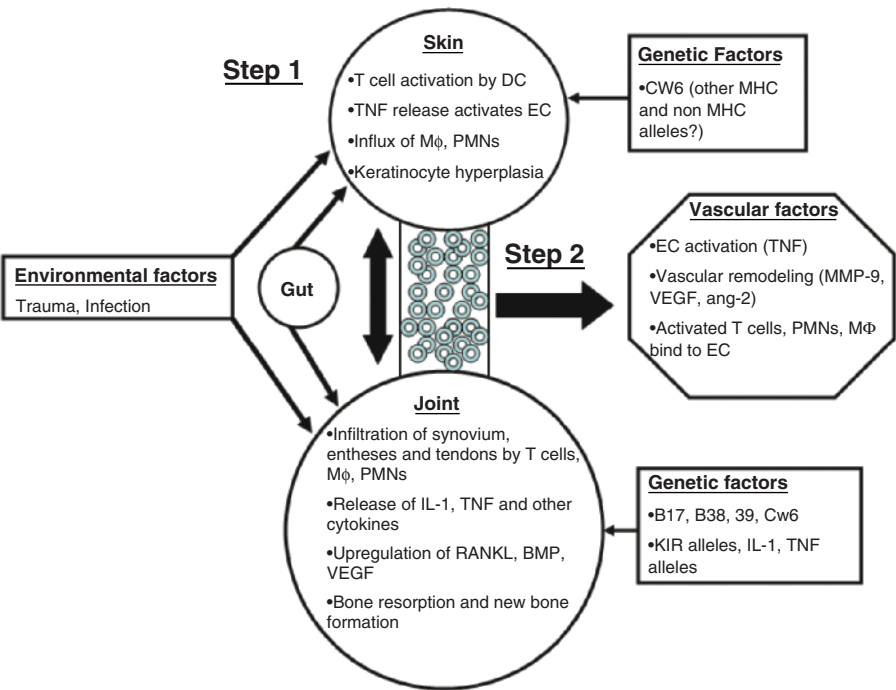 Step 1
Skin
•T cell activation by DC
•TNF release activates EC
•Influx of Mϕ, PMNs
•Keratinocyte hyperplasia
Genetic Factors
•CW6 (other MHC
and non MHC
alleles?)
Environmental factors
Trauma, Infection
Gut
Step 2
Vascular factors
•EC activation (TNF)
•Vascular remodeling (MMP-9,
VEGF, ang-2)
•Activated T cells, PMNs, MΦ
bind to EC
Joint
•Infiltration of synovium,
entheses and tendons by T cells,
Mϕ, PMNs
•Release of IL-1, TNF and other
cytokines
•Upregulation of RANKL, BMP,
VEGF
•Bone resorption and new bone
formation
Genetic factors
•B17, B38, 39, Cw6
•KIR alleles, IL-1, TNF
alleles